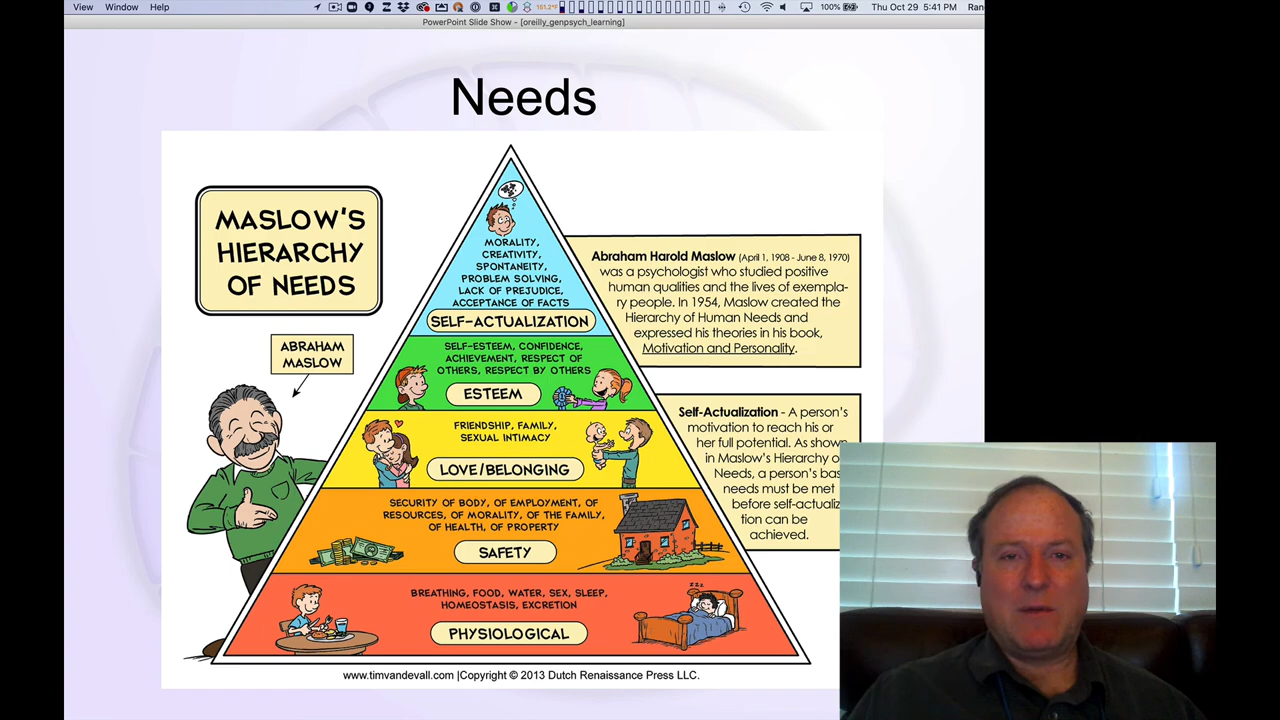 View Window Help 151.2°F 100% Thu Oct 29 5:41 PM Ran
PowerPoint Slide Show - [oreilly_genpsych_learning]
Needs
MASLOW'S
HIERARCHY
OF NEEDS
ABRAHAM
MASLOW
MORALITY,
CREATIVITY,
SPONTANEITY,
PROBLEM SOLVING,
LACK OF PREJUDICE,
ACCEPTANCE OF FACTS
SELF-ACTUALIZATION
SELF-ESTEEM, CONFIDENCE,
ACHIEVEMENT, RESPECT OF
OTHERS, RESPECT BY OTHERS
ESTEEM
FRIENDSHIP, FAMILY,
SEXUAL INTIMACY
LOVE/BELONGING
SECURITY OF BODY, OF EMPLOYMENT, OF
RESOURCES, OF MORALITY, OF THE FAMILY,
OF HEALTH, OF PROPERTY
SAFETY
BREATHING, FOOD, WATER, SEX, SLEEP,
HOMEOSTASIS, EXCRETION
PHYSIOLOGICAL
ZZZ
Abraham Harold Maslow (April 1, 1908 - June 8, 1970)
was a psychologist who studied positive
human qualities and the lives of exempla-
ry people. In 1954, Maslow created the
Hierarchy of Human Needs and
expressed his theories in his book,
Motivation and Personality.
Self-Actualization - A person's
motivation to reach his or
her full potential. As shown
in Maslow's Hierarchy o
Needs, a person's bas
needs must be met
before self-actualiz
tion can be
achieved.
www.timvandevall.com |Copyright © 2013 Dutch Renaissance Press LLC.